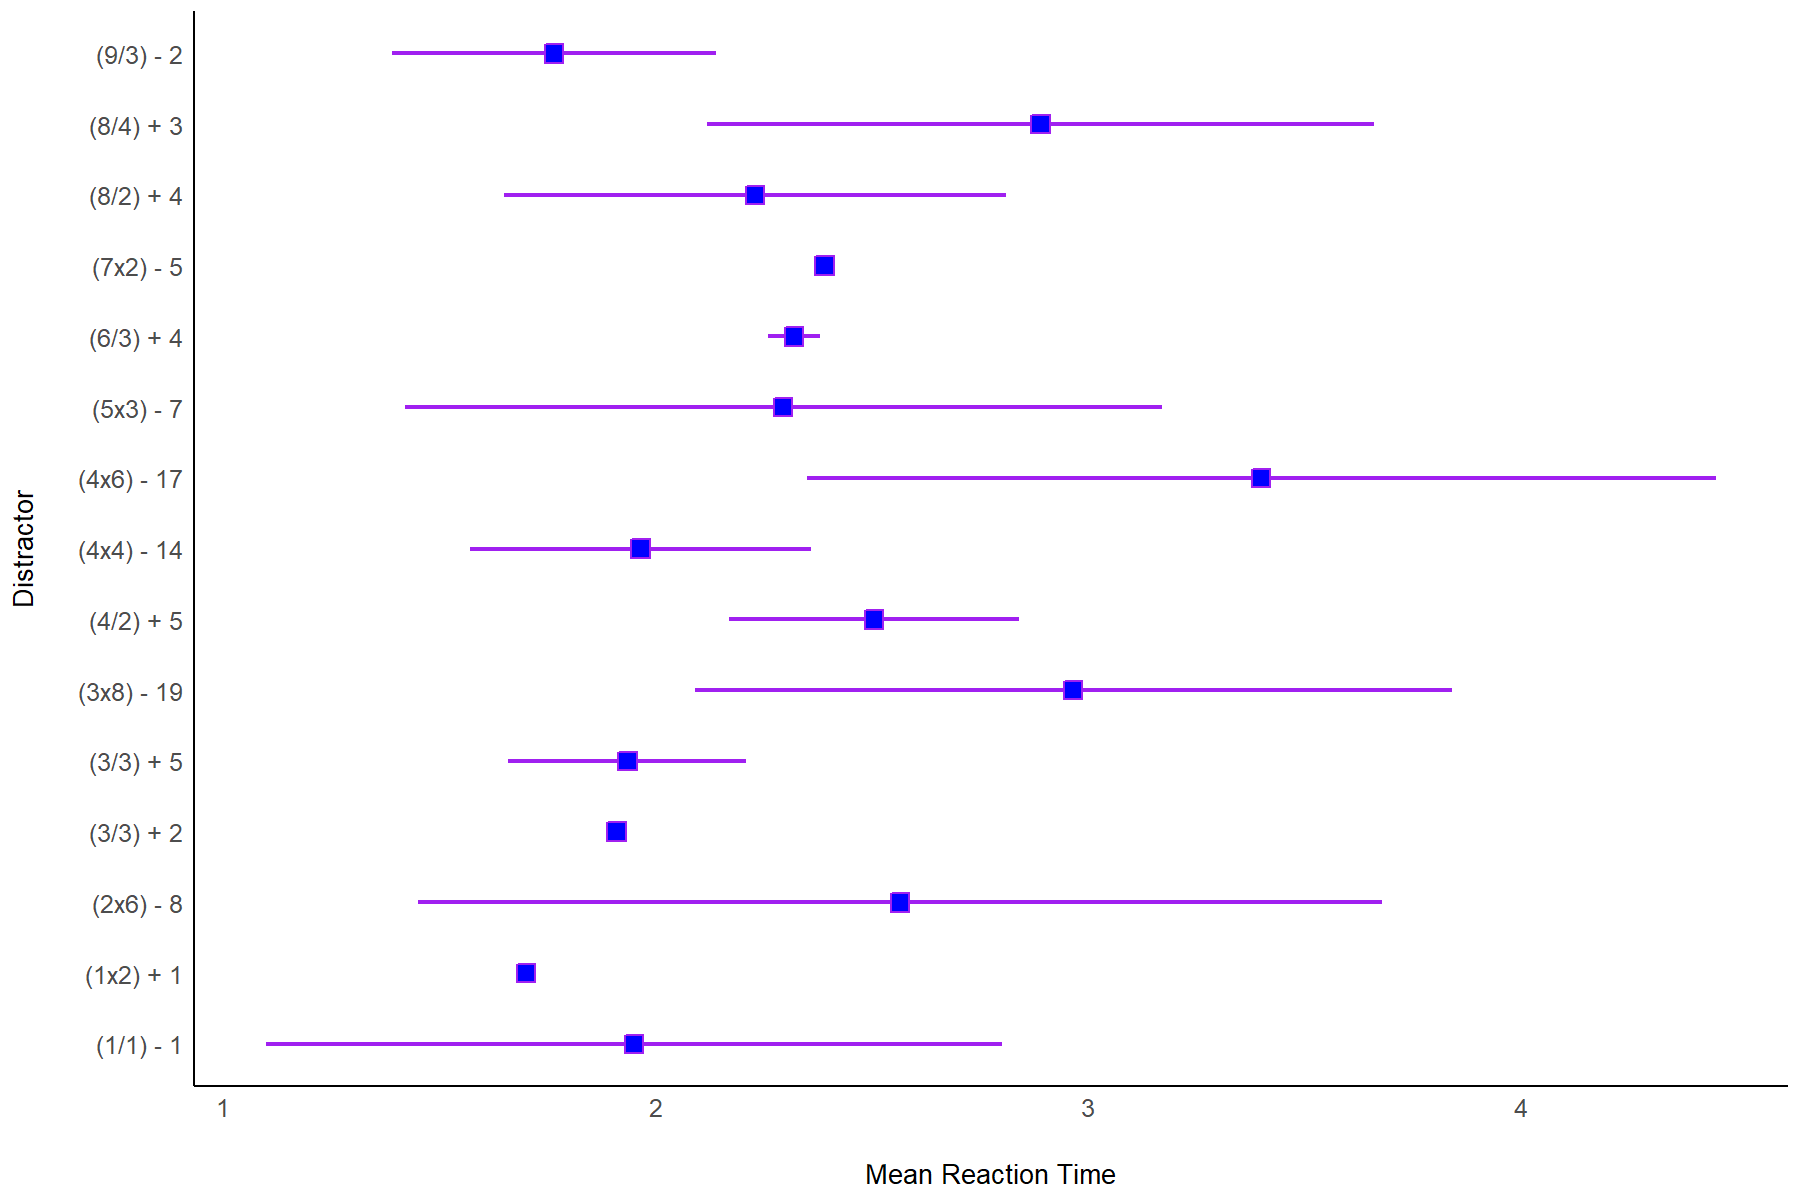 (9/3) - 2
(8/4) + 3
(8/2) + 4
(7x2) - 5
(6/3) + 4
(5x3) - 7
(4x6) - 17
(4x4) - 14
(4/2) + 5
(3x8) - 19
(3/3) + 5
(3/3) + 2
(2x6) - 8
(1x2) + 1
(1/1) - 1
Distractor
1 2 3 4
Mean Reaction Time